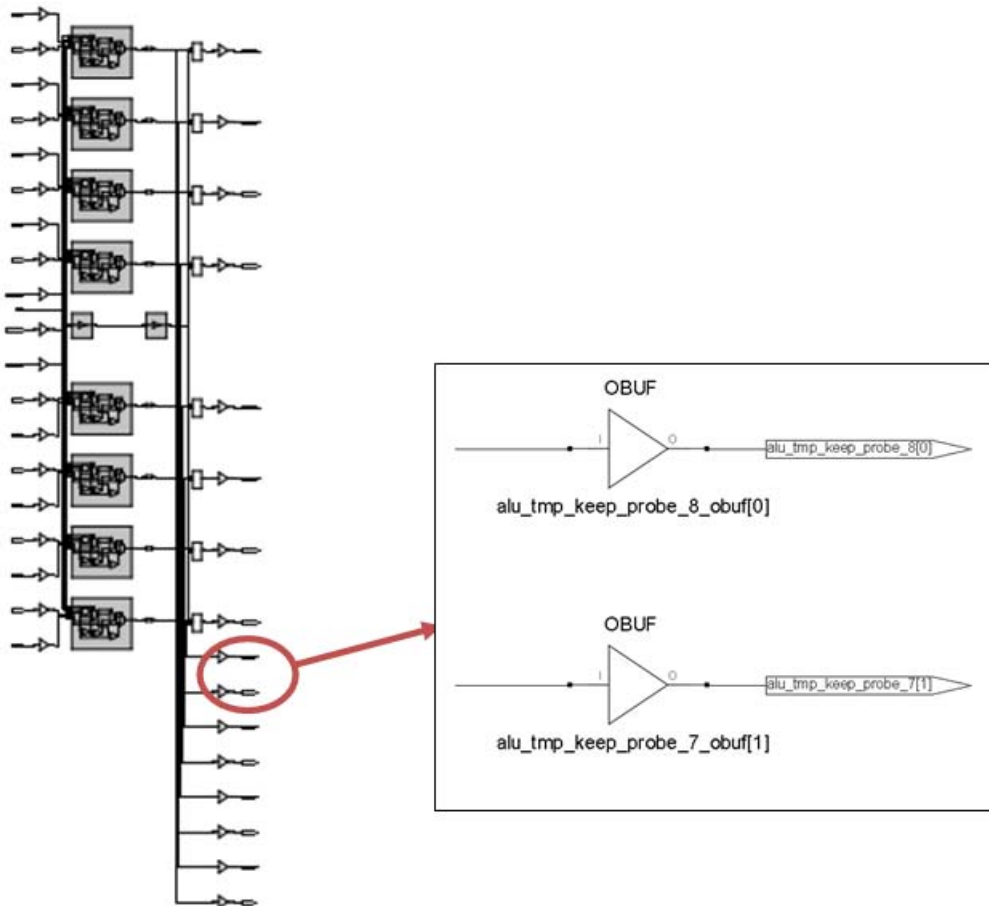 OBUF
I
O
alu_tmp_keep_probe_8[0]
alu_tmp_keep_probe_8_obuf[0]
OBUF
I
O
alu_tmp_keep_probe_7[1]
alu_tmp_keep_probe_7_obuf[1]